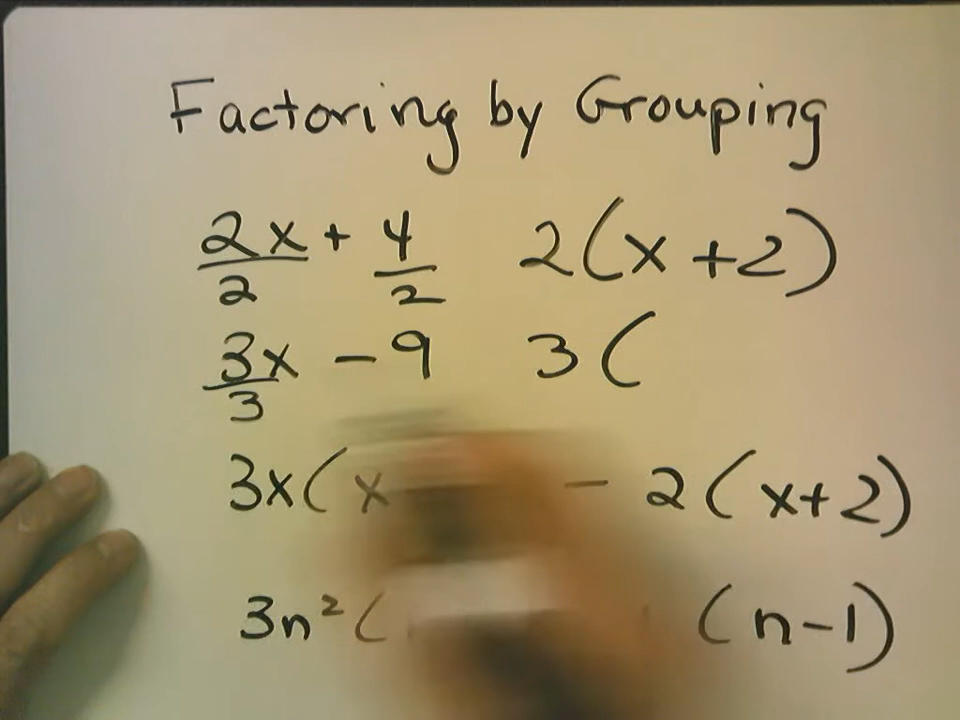 Factoring by Grouping
2x/2 + 4/2 2(x+2)
3x/3 - 9 3(
3x(x - 2(x+2)
3n²( (n-1)